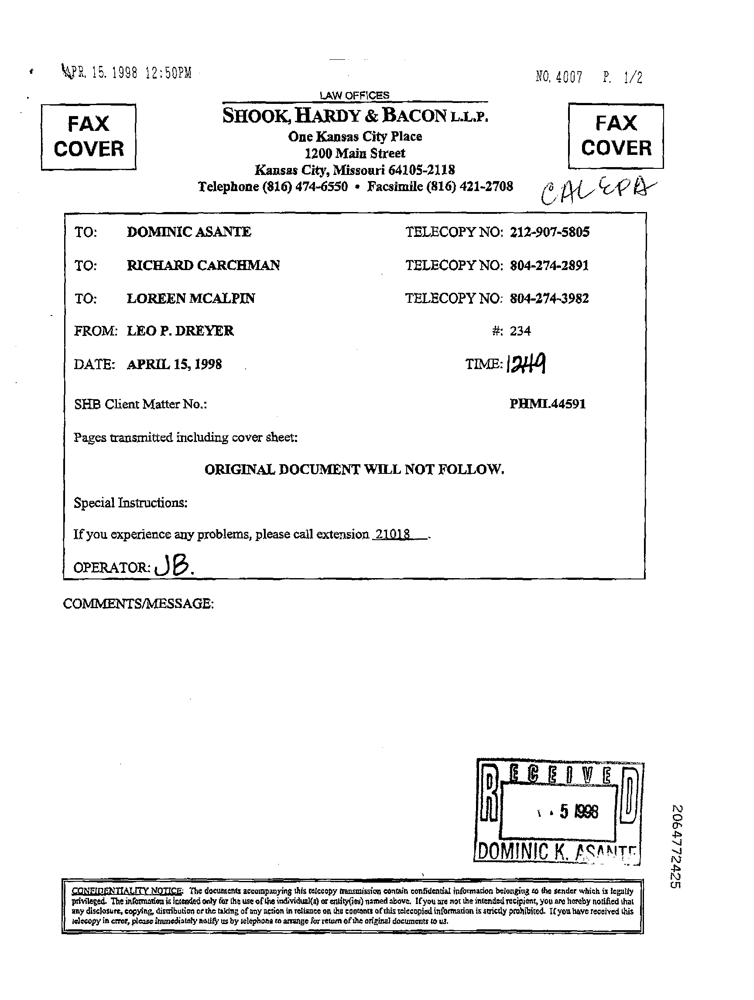 APR. 15. 1998 12:50PM NO. 4007 P. 1/2
LAW OFFICES
SHOOK, HARDY & BACON L.L.P.
One Kansas City Place
1200 Main Street
Kansas City, Missouri 64105-2118
Telephone (816) 474-6550 • Facsimile (816) 421-2708
FAX
COVER
FAX
COVER
CALEPA
TO: DOMINIC ASANTE TELECOPY NO: 212-907-5805
TO: RICHARD CARCHMAN TELECOPY NO: 804-274-2891
TO: LOREEN MCALPIN TELECOPY NO: 804-274-3982
FROM: LEO P. DREYER #: 234
DATE: APRIL 15, 1998 TIME: 1249
SHB Client Matter No.: PHMI.44591
Pages transmitted including cover sheet:
ORIGINAL DOCUMENT WILL NOT FOLLOW.
Special Instructions:
If you experience any problems, please call extension 21018.
OPERATOR: JB.
COMMENTS/MESSAGE:
RECEIVED
5 1998
DOMINIC K. ASANTE
2064772425
CONFIDENTIALITY NOTICE: The documents accompanying this telecopy transmission contain confidential information belonging to the sender which is legally
privileged. The information is intended only for the use of the individual(s) or entity(ies) named above. If you are not the intended recipient, you are hereby notified that
any disclosure, copying, distribution or the taking of any action in reliance on the contents of this telecopied information is strictly prohibited. If you have received this
telecopy in error, please immediately notify us by telephone to arrange for return of the original documents to us.